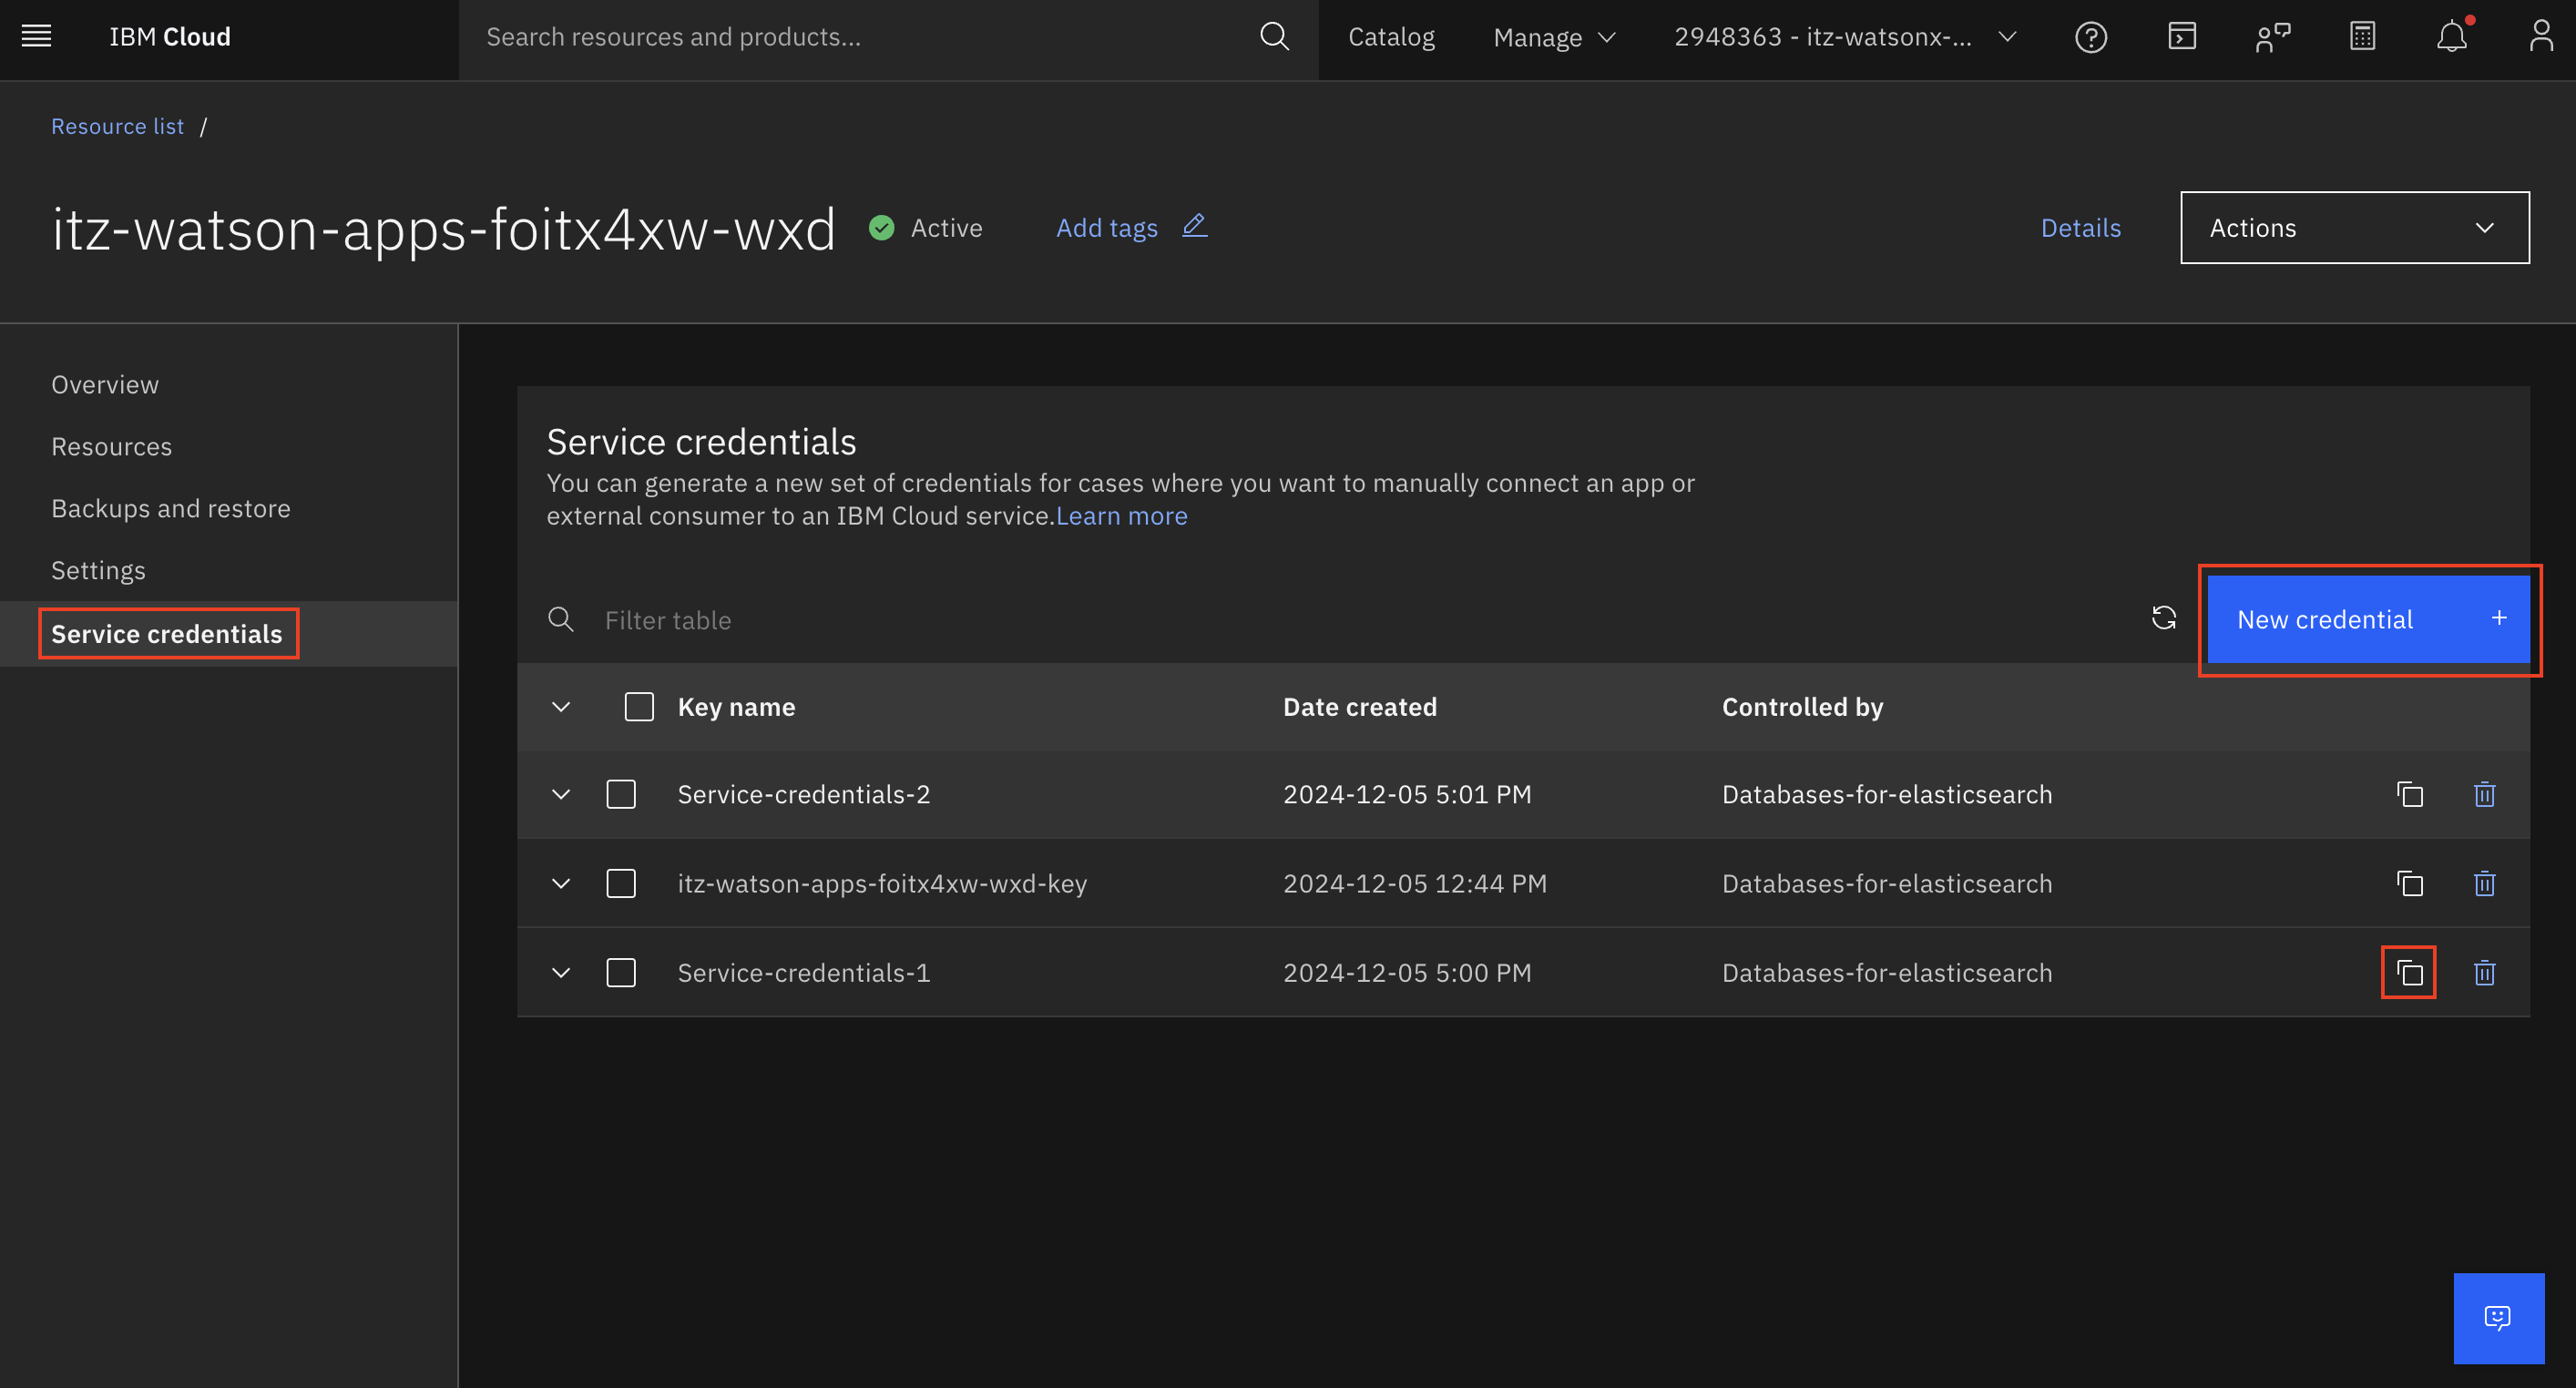 IBM Cloud
Search resources and products...
Catalog
Manage
2948363 - itz-watsonx-...
Resource list /
itz-watson-apps-foitx4xw-wxd
Active
Add tags
Details
Actions
Overview
Resources
Backups and restore
Settings
Service credentials
Service credentials
You can generate a new set of credentials for cases where you want to manually connect an app or
external consumer to an IBM Cloud service.Learn more
Filter table
New credential +
Key name Date created Controlled by
Service-credentials-2 2024-12-05 5:01 PM Databases-for-elasticsearch
itz-watson-apps-foitx4xw-wxd-key 2024-12-05 12:44 PM Databases-for-elasticsearch
Service-credentials-1 2024-12-05 5:00 PM Databases-for-elasticsearch